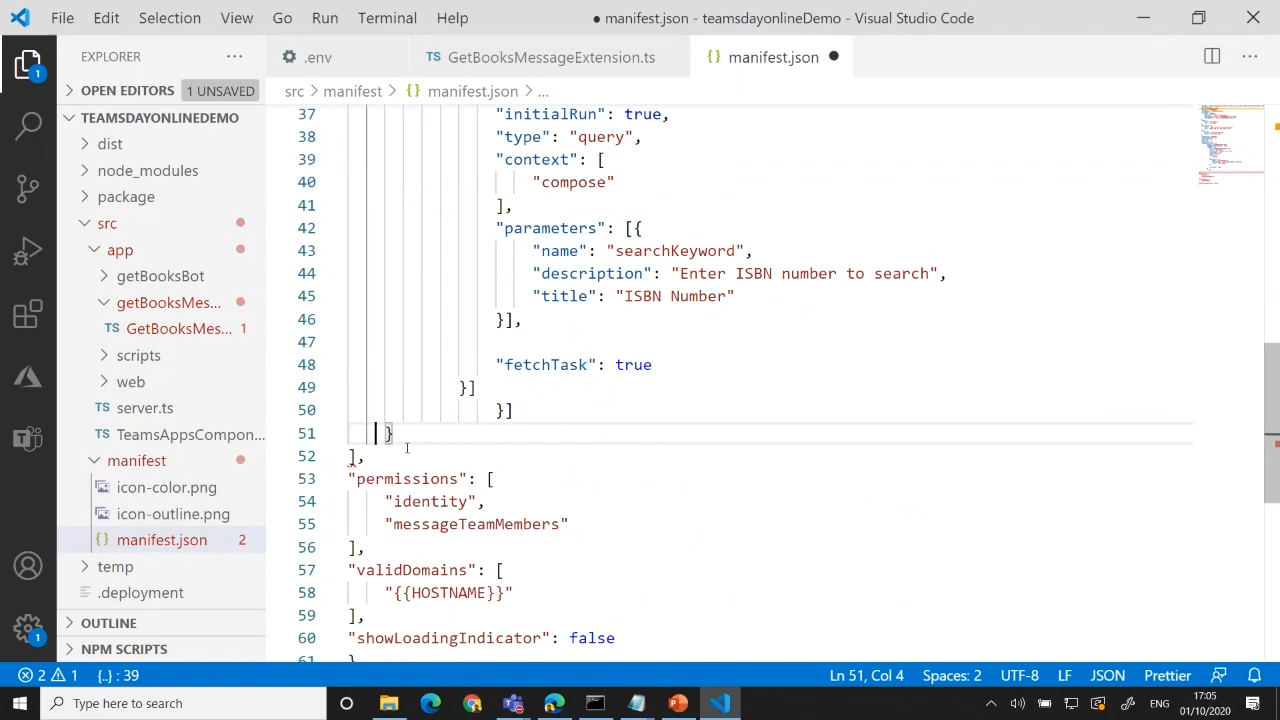 File Edit Selection View Go Run Terminal Help
● manifest.json - teamsdayonlineDemo - Visual Studio Code
EXPLORER
.env
TS GetBooksMessageExtension.ts
{} manifest.json
OPEN EDITORS 1 UNSAVED
src > manifest > {} manifest.json > ...
TEAMSDAYONLINEDEMO
dist
node_modules
package
src
app
getBooksBot
getBooksMes...
TS GetBooksMes... 1
scripts
web
TS server.ts
TS TeamsAppsCompon...
manifest
icon-color.png
icon-outline.png
{} manifest.json 2
temp
.deployment
OUTLINE
NPM SCRIPTS
1
1
37 "initialRun": true,
38 "type": "query",
39 "context": [
40 "compose"
41 ],
42 "parameters": [{
43 "name": "searchKeyword",
44 "description": "Enter ISBN number to search",
45 "title": "ISBN Number"
46 }],
47
48 "fetchTask": true
49 }]
50 }]
51 }
52 ],
53 "permissions": [
54 "identity",
55 "messageTeamMembers"
56 ],
57 "validDomains": [
58 "{{HOSTNAME}}"
59 ],
60 "showLoadingIndicator": false
61 }
2 1 {..} : 39
Ln 51, Col 4 Spaces: 2 UTF-8 LF JSON Prettier
Type here to search
ENG
17:05
01/10/2020